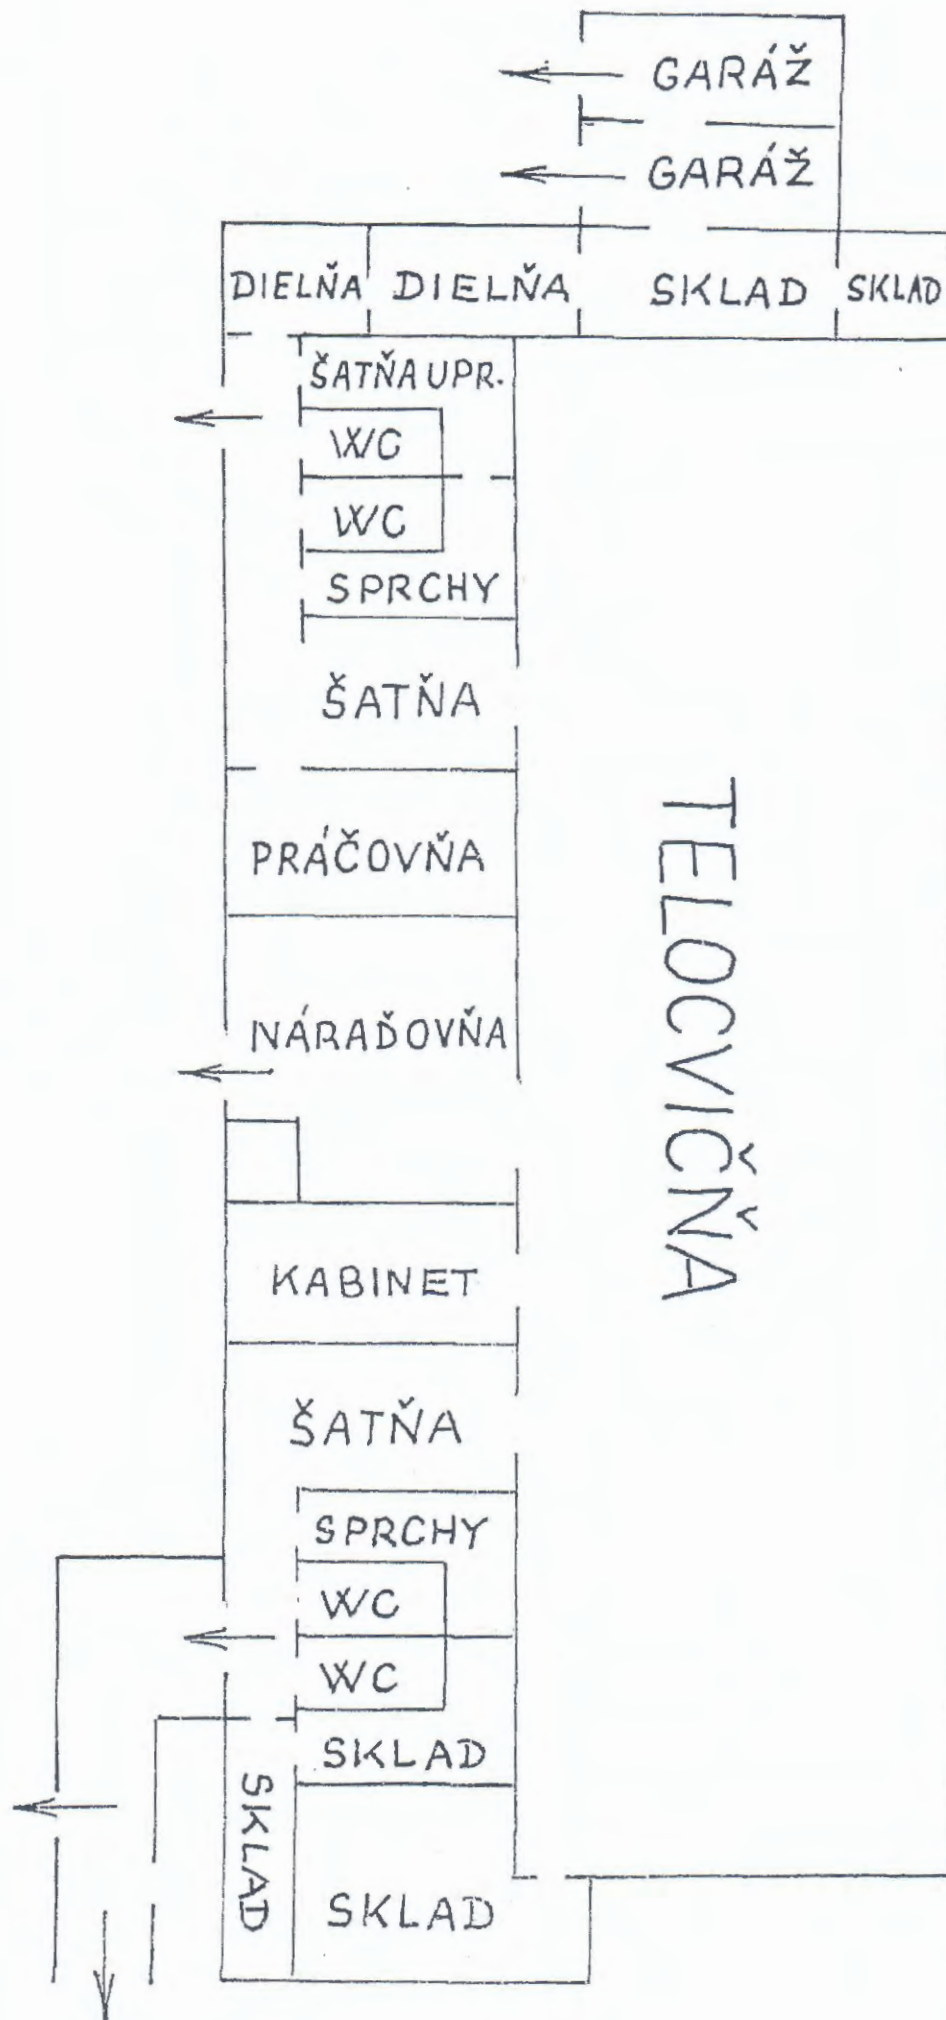 GARÁŽ
GARÁŽ
DIELŇA DIELŇA SKLAD SKLAD
ŠATŇA UPR.
WC
WC
SPRCHY
ŠATŇA
PRÁČOVŇA
NÁRAĎOVŇA
TELOCVIČŇA
KABINET
ŠATŇA
SPRCHY
WC
WC
SKLAD
SKLAD
SKLAD